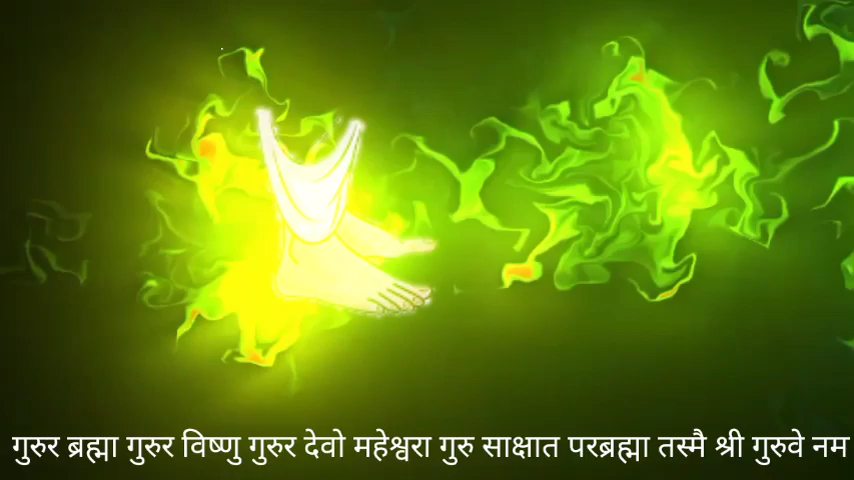 गुरुर ब्रह्मा गुरुर विष्णु गुरुर देवो महेश्वरा गुरु साक्षात परब्रह्मा तस्मै श्री गुरुवे नम